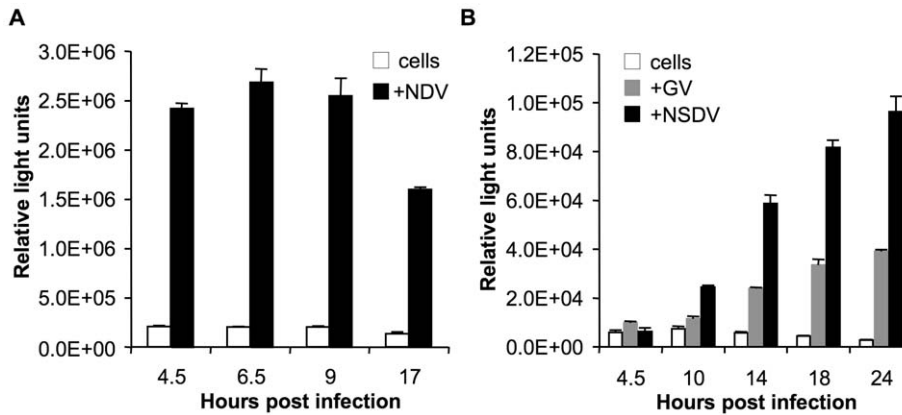 A
Relative light units
3.0E+06
2.5E+06
2.0E+06
1.5E+06
1.0E+06
5.0E+05
0.0E+00
cells
+NDV
4.5 6.5 9 17
Hours post infection
B
Relative light units
1.2E+05
1.0E+05
8.0E+04
6.0E+04
4.0E+04
2.0E+04
0.0E+00
cells
+GV
+NSDV
4.5 10 14 18 24
Hours post infection